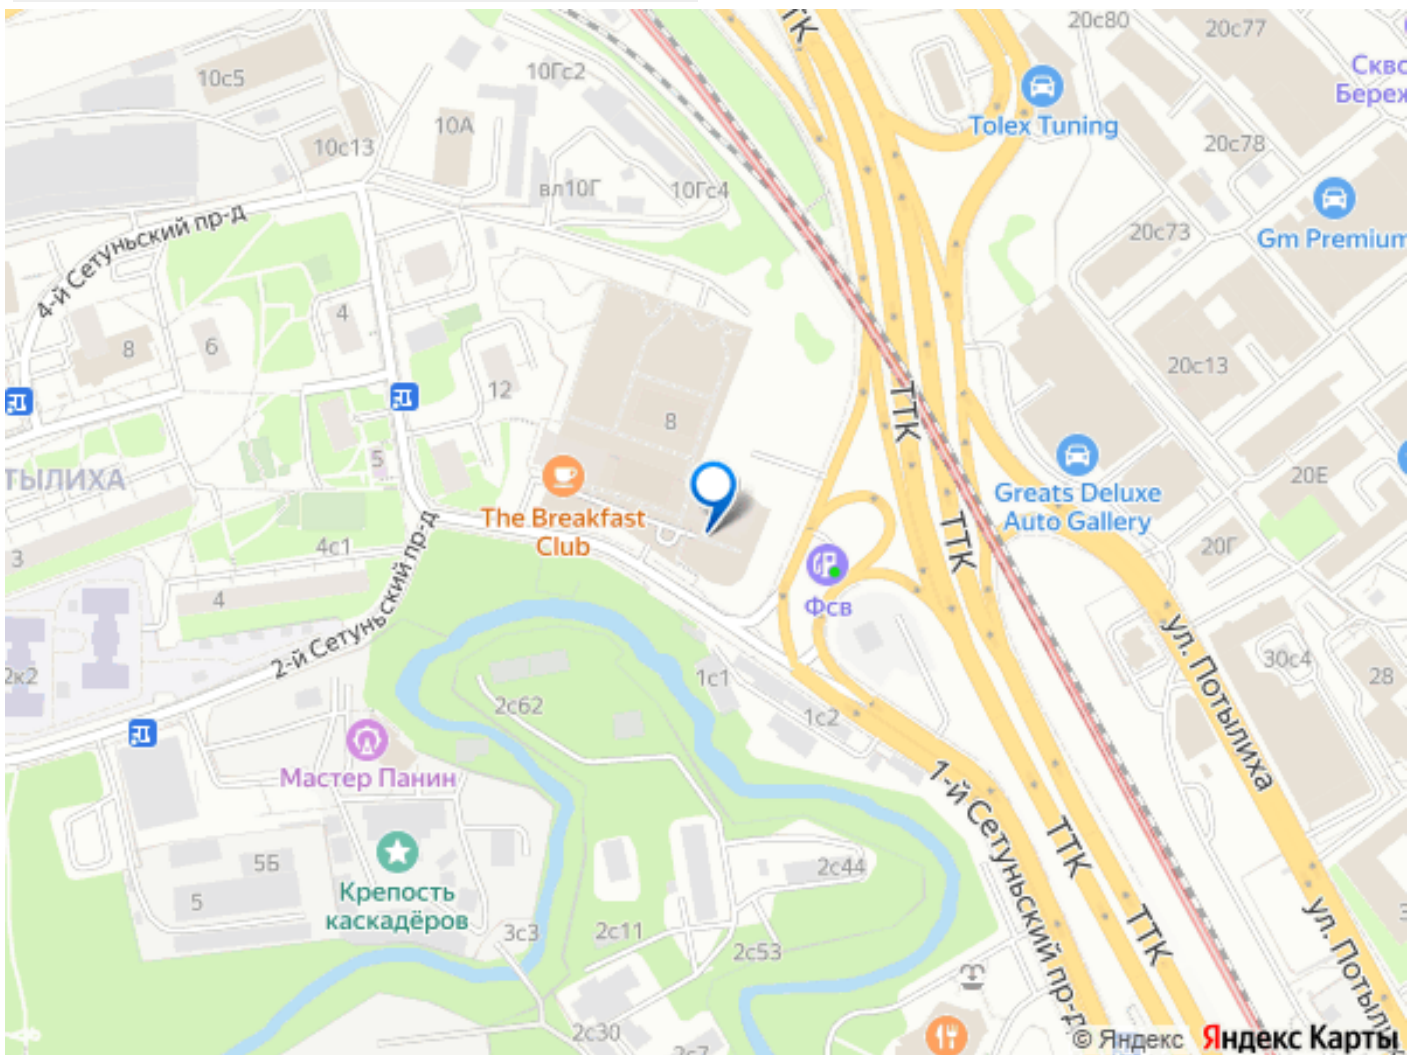 ТТК
20с80
20с77
Скво
Береж
10с5
10Гс2
Tolex Tuning
10А
10с13
20с78
вл10Г
10Гс4
4-й Сетуньский пр-д
20с73
Gm Premium
4
8
6
20с13
12
ТТК
8
5
ТЫЛИХА
20Е
The Breakfast
Club
Greats Deluxe
Auto Gallery
ТТК
4с1
3
20Г
Фсв
4
2-й Сетуньский пр-д
2к2
1с1
30с4
28
ул. Потылиха
2с62
1с2
Мастер Панин
1-й Сетуньский пр-д
ТТК
5Б
2с44
Крепость
каскадёров
5
3с3
2с11
2с53
ТТК
ул. Потыли
2с30
2с7
© Яндекс Яндекс Карты